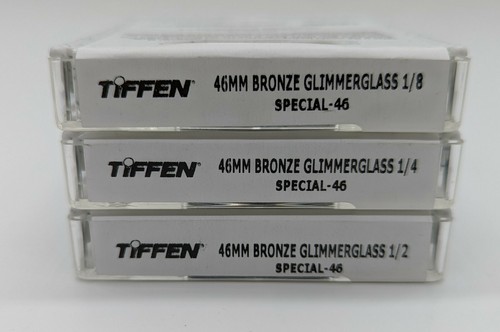 TIFFEN® 46MM BRONZE GLIMMERGLASS 1/8
SPECIAL-46
TIFFEN® 46MM BRONZE GLIMMERGLASS 1/4
SPECIAL-46
TIFFEN® 46MM BRONZE GLIMMERGLASS 1/2
SPECIAL-46